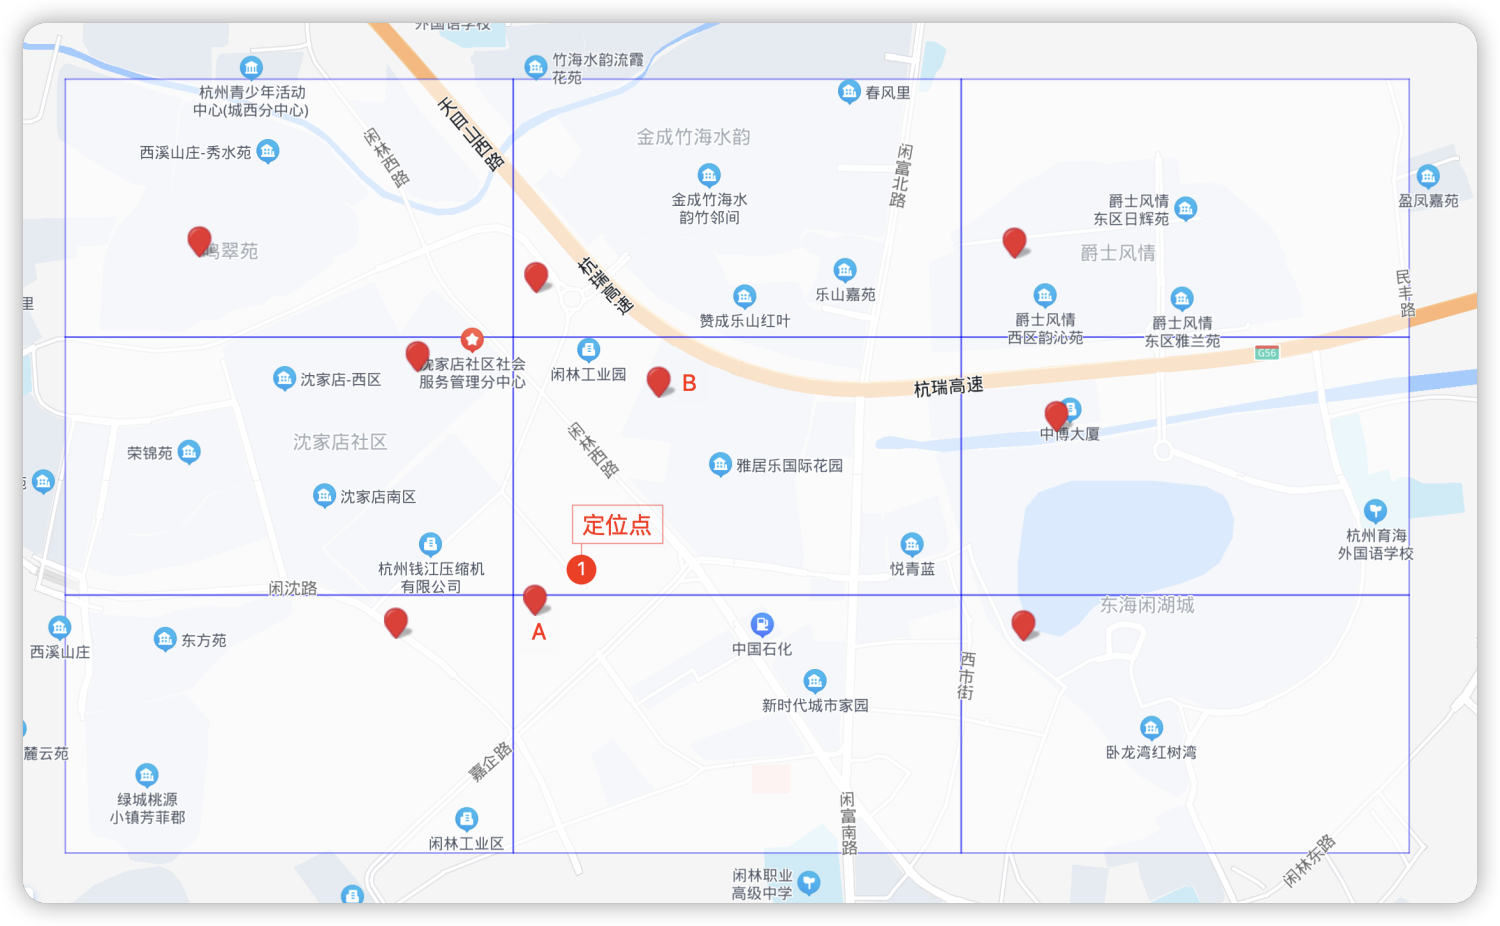 外国语学校
竹海水韵流霞
花苑
杭州青少年活动
中心(城西分中心)
春风里
天目山西路
闲林西路
金成竹海水韵
西溪山庄-秀水苑
闲富北路
金成竹海水
韵竹邻间
盈凤嘉苑
爵士风情
东区日辉苑
鸣翠苑
爵士风情
杭瑞高速
乐山嘉苑
民丰路
里
赞成乐山红叶
爵士风情
西区韵沁苑
爵士风情
东区雅兰苑
G56
沈家店社区社会
服务管理分中心
闲林工业园
沈家店-西区
B
杭瑞高速
中博大厦
沈家店社区
闲林西路
荣锦苑
雅居乐国际花园
沈家店南区
定位点
1
杭州育海
外国语学校
杭州钱江压缩机
有限公司
悦青蓝
闲沈路
东海闲湖城
A
东方苑
西溪山庄
中国石化
西市街
新时代城市家园
麓云苑
嘉企路
卧龙湾红树湾
绿城桃源
小镇芳菲郡
闲富南路
闲林工业区
闲林东路
闲林职业
高级中学